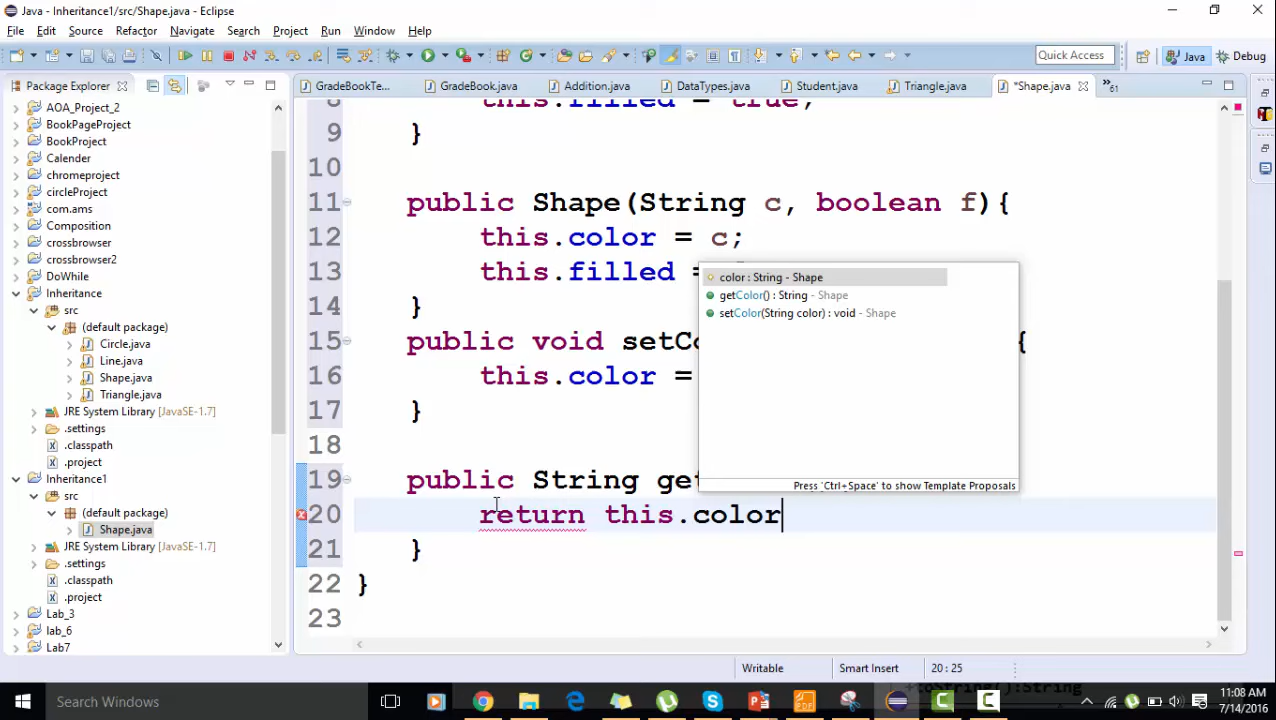 Java - Inheritance1/src/Shape.java - Eclipse
File Edit Source Refactor Navigate Search Project Run Window Help
Quick Access Java Debug
Package Explorer
GradeBookTe... GradeBook.java Addition.java DataTypes.java Student.java Triangle.java *Shape.java 61
AOA_Project_2
BookPageProject
BookProject
Calender
chromeproject
circleProject
com.ams
Composition
crossbrowser
crossbrowser2
DoWhile
Inheritance
src
(default package)
Circle.java
Line.java
Shape.java
Triangle.java
JRE System Library [JavaSE-1.7]
.settings
.classpath
.project
Inheritance1
src
(default package)
Shape.java
JRE System Library [JavaSE-1.7]
.settings
.classpath
.project
Lab_3
lab_6
Lab7
8 this.filled = true;
9 }
10
11 public Shape(String c, boolean f){
12 this.color = c;
13 this.filled =
14 }
15 public void setCo {
16 this.color =
17 }
18
19 public String get
20 return this.color
21 }
22 }
23
color : String - Shape
getColor() : String - Shape
setColor(String color) : void - Shape
Press 'Ctrl+Space' to show Template Proposals
Writable Smart Insert 20 : 25
toString():String
Search Windows
11:08 AM
7/14/2016